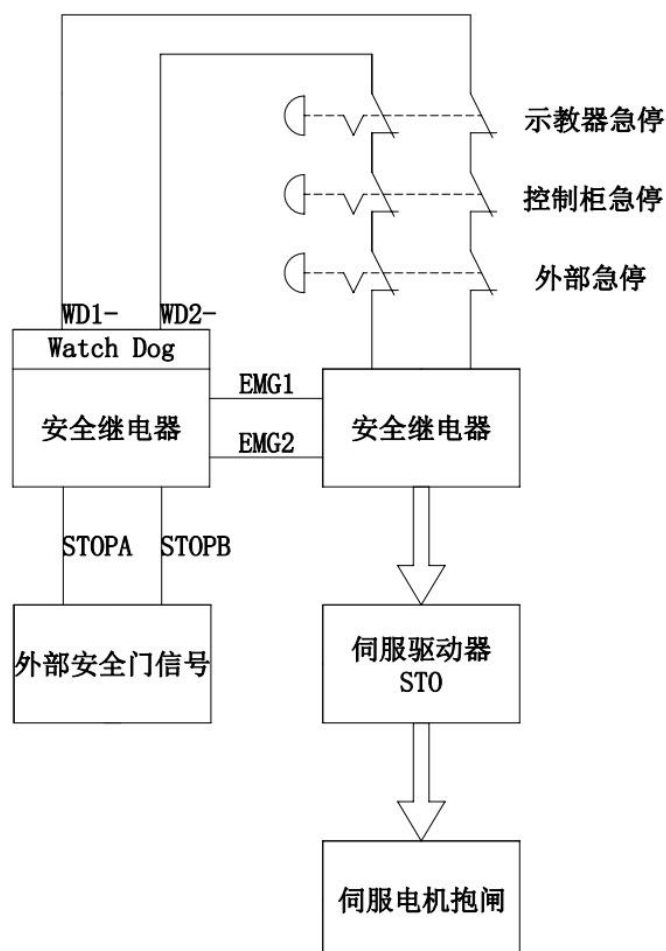 示教器急停
控制柜急停
外部急停
WD1- WD2-
Watch Dog
EMG1
安全继电器 安全继电器
EMG2
STOPA STOPB
外部安全门信号 伺服驱动器
STO
伺服电机抱闸